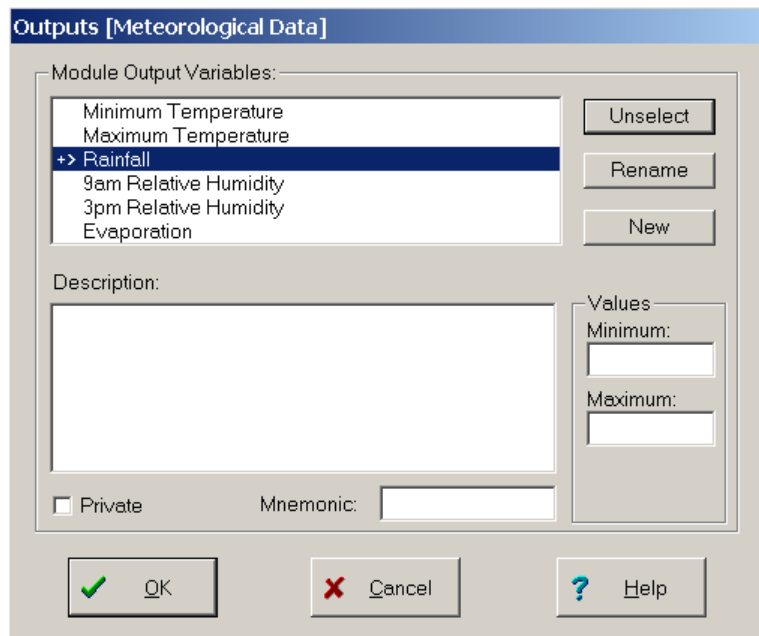 Outputs [Meteorological Data]
Module Output Variables:
Minimum Temperature
Maximum Temperature
+> Rainfall
9am Relative Humidity
3pm Relative Humidity
Evaporation
Unselect
Rename
New
Description:
Values
Minimum:
Maximum:
Private
Mnemonic:
OK
Cancel
? Help